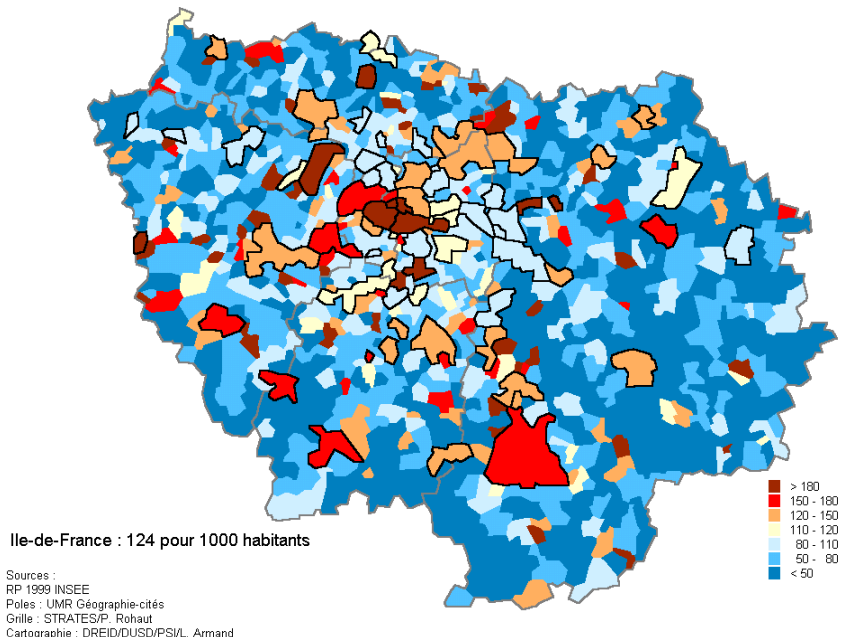 > 180
150 - 180
120 - 150
110 - 120
80 - 110
50 - 80
< 50
Ile-de-France : 124 pour 1000 habitants
Sources :
RP 1999 INSEE
Poles : UMR Géographie-cités
Grille : STRATES/P. Rohaut
Cartographie : DREID/DUSD/PSI/L. Armand